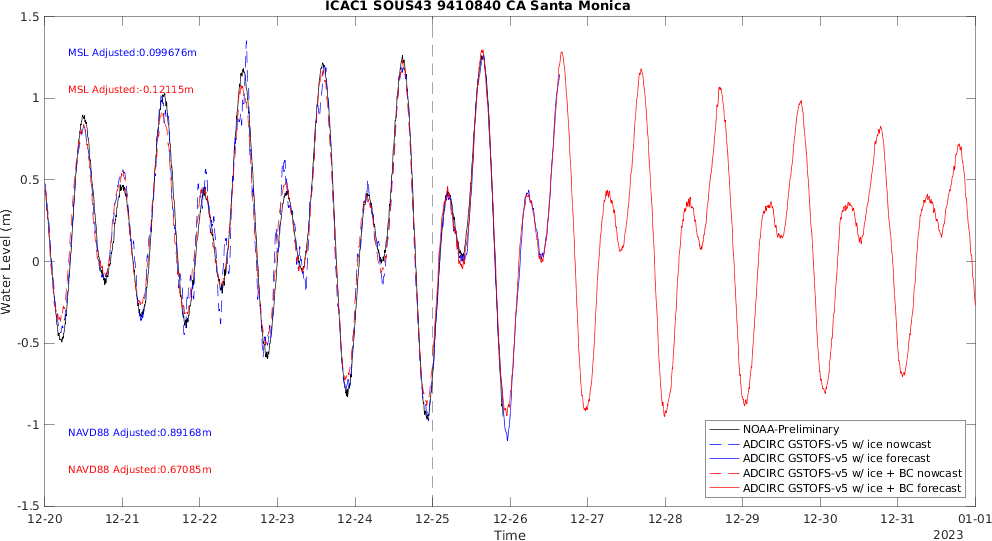 ICAC1 SOUS43 9410840 CA Santa Monica
1.5
MSL Adjusted:0.099676m
MSL Adjusted:-0.12115m
1
0.5
0
-0.5
-1
-1.5
Water Level (m)
NAVD88 Adjusted:0.89168m
NAVD88 Adjusted:0.67085m
NOAA-Preliminary
ADCIRC GSTOFS-v5 w/ ice nowcast
ADCIRC GSTOFS-v5 w/ ice forecast
ADCIRC GSTOFS-v5 w/ ice + BC nowcast
ADCIRC GSTOFS-v5 w/ ice + BC forecast
12-20 12-21 12-22 12-23 12-24 12-25 12-26 12-27 12-28 12-29 12-30 12-31 01-01
Time
2023